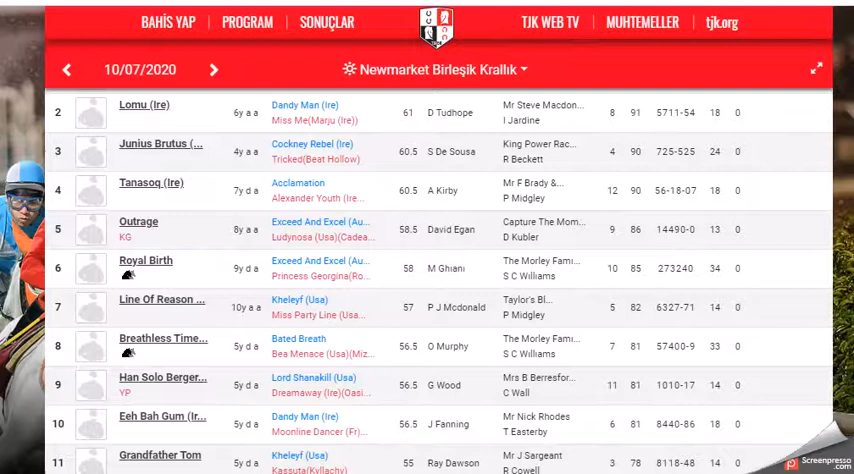 BAHİS YAP PROGRAM SONUÇLAR TJK WEB TV MUHTEMELLER tjk.org
10/07/2020 Newmarket Birleşik Krallık
2 Lomu (Ire) 6y a a Dandy Man (Ire) 61 D Tudhope Mr Steve Macdon... 8 91 5711-54 18 0
Miss Me(Marju (Ire)) I Jardine
3 Junius Brutus (... 4y a a Cockney Rebel (Ire) 60.5 S De Sousa King Power Rac... 4 90 725-525 24 0
Tricked(Beat Hollow) R Beckett
4 Tanasoq (Ire) 7y d a Acclamation 60.5 A Kirby Mr F Brady &... 12 90 56-18-07 18 0
Alexander Youth (Ire... P Midgley
5 Outrage 8y a a Exceed And Excel (Au... 58.5 David Egan Capture The Mom... 9 86 14490-0 13 0
KG Ludynosa (Usa)(Cadea... D Kubler
6 Royal Birth 9y d a Exceed And Excel (Au... 58 M Ghıanı The Morley Famı... 10 85 273240 34 0
Princess Georgina(Ro... S C Wıllıams
7 Line Of Reason ... 10y a a Kheleyf (Usa) 57 P J Mcdonald Taylor's Bl... 5 82 6327-71 14 0
Miss Party Line (Usa... P Midgley
8 Breathless Time... 5y d a Bated Breath 56.5 O Murphy The Morley Famı... 7 81 57400-9 33 0
Bea Menace (Usa)(Miz... S C Wıllıams
9 Han Solo Berger... 5y d a Lord Shanakill (Usa) 56.5 G Wood Mrs B Berresfor... 11 81 1010-17 14 0
YP Dreamaway (Ire)(Oasi... C Wall
10 Eeh Bah Gum (Ir... 5y d a Dandy Man (Ire) 56.5 J Fanning Mr Nick Rhodes 6 81 8440-86 18 0
Moonline Dancer (Fr)... T Easterby
11 Grandfather Tom 5y d a Kheleyf (Usa) 55 Ray Dawson Mr J Sargeant 3 78 8118-48 14 0
Kassuta(Kyllachy) R Cowell
Screenpresso
.com